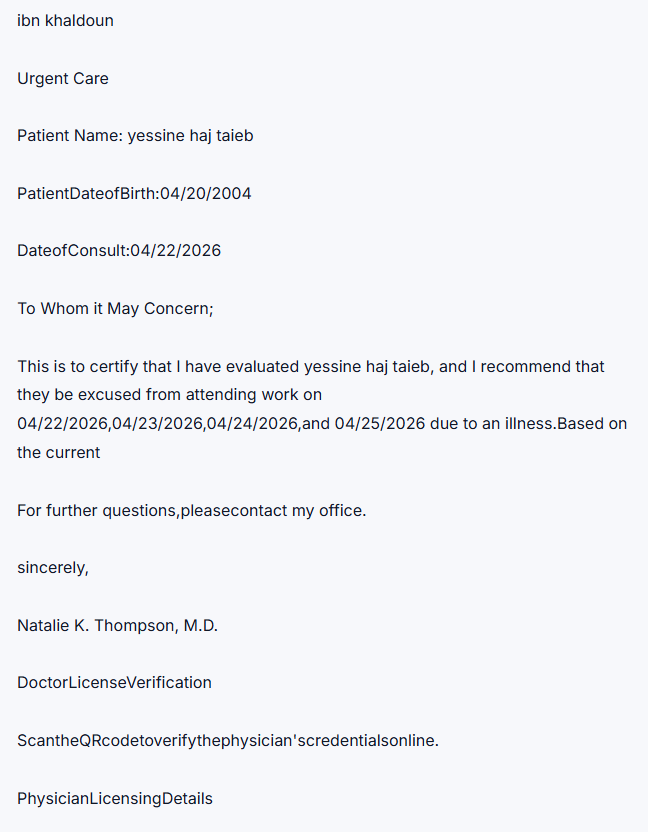 ibn khaldoun
Urgent Care
Patient Name: yessine haj taieb
PatientDateofBirth:04/20/2004
DateofConsult:04/22/2026
To Whom it May Concern;
This is to certify that I have evaluated yessine haj taieb, and I recommend that
they be excused from attending work on
04/22/2026,04/23/2026,04/24/2026,and 04/25/2026 due to an illness.Based on
the current
For further questions,pleasecontact my office.
sincerely,
Natalie K. Thompson, M.D.
DoctorLicenseVerification
ScantheQRcodetoverifythephysician'scredentialsonline.
PhysicianLicensingDetails